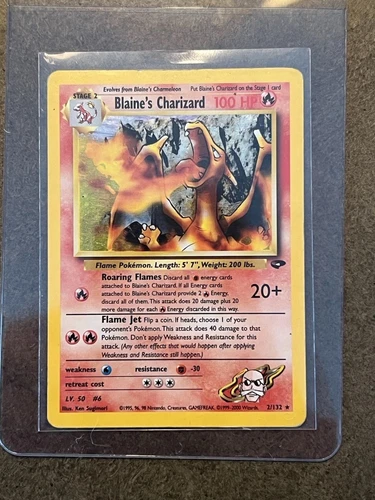 STAGE 2
Evolves from Blaine's Charmeleon
Put Blaine's Charizard on the Stage 1 card
Blaine's Charizard 100 HP
Flame Pokémon. Length: 5' 7", Weight: 200 lbs.
Roaring Flames Discard all energy cards
attached to Blaine's Charizard. If all Energy cards
attached to Blaine's Charizard provide 2 Energy,
discard all of them. This attack does 20 damage plus 20
more damage for each Energy discarded in this way.
20+
Flame Jet Flip a coin. If heads, choose 1 of your
opponent's Pokémon. This attack does 40 damage to that
Pokémon. Don't apply Weakness and Resistance for this
attack. (Any other effects that would happen after applying
Weakness and Resistance still happen.)
weakness
resistance
-30
retreat cost
LV. 50 #6
Illus. Ken Sugimori
©1995, 96, 98 Nintendo, Creatures, GAMEFREAK. ©1999-2000 Wizards.
2/132